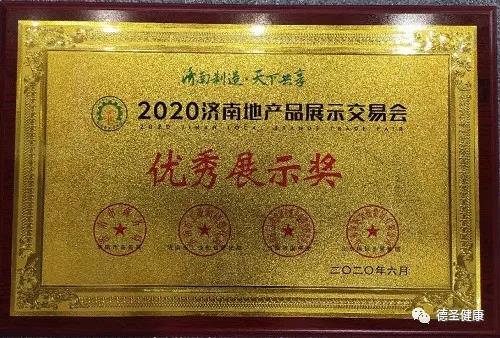 济南制造·天下共享
2020济南地产品展示交易会
2020 JINAN LOCAL BRANDS TRADE FAIR
优秀展示奖
二〇二〇年六月
德圣健康